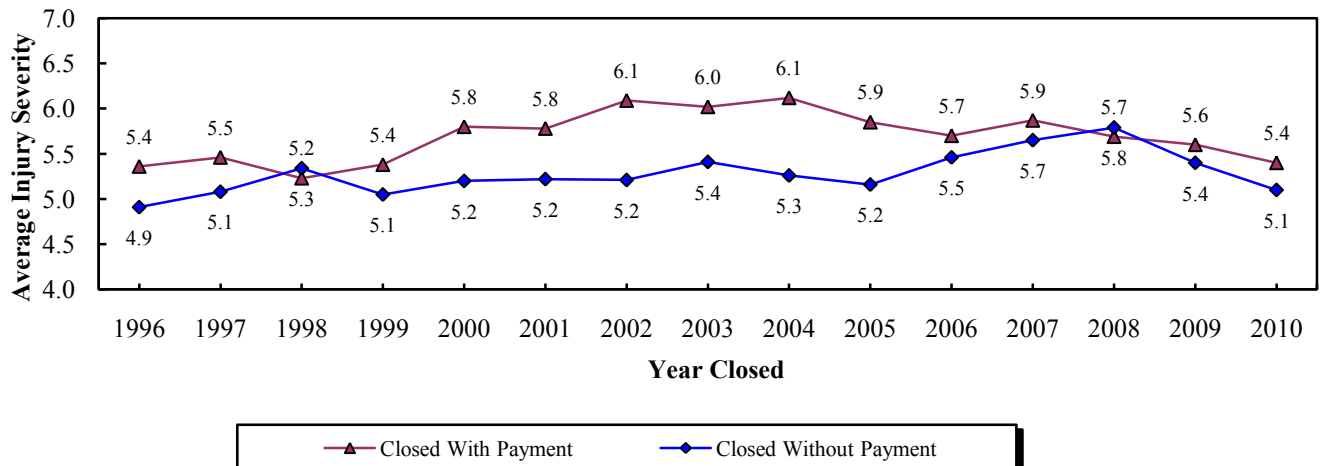 Average Injury Severity
7.0
6.5
6.0
5.5
5.0
4.5
4.0
5.4 5.5 5.2 5.4 5.8 5.8 6.1 6.0 6.1 5.9 5.7 5.9 5.7 5.6 5.4
4.9 5.1 5.3 5.1 5.2 5.2 5.2 5.4 5.3 5.2 5.5 5.7 5.8 5.4 5.1
1996 1997 1998 1999 2000 2001 2002 2003 2004 2005 2006 2007 2008 2009 2010
Year Closed
Closed With Payment Closed Without Payment